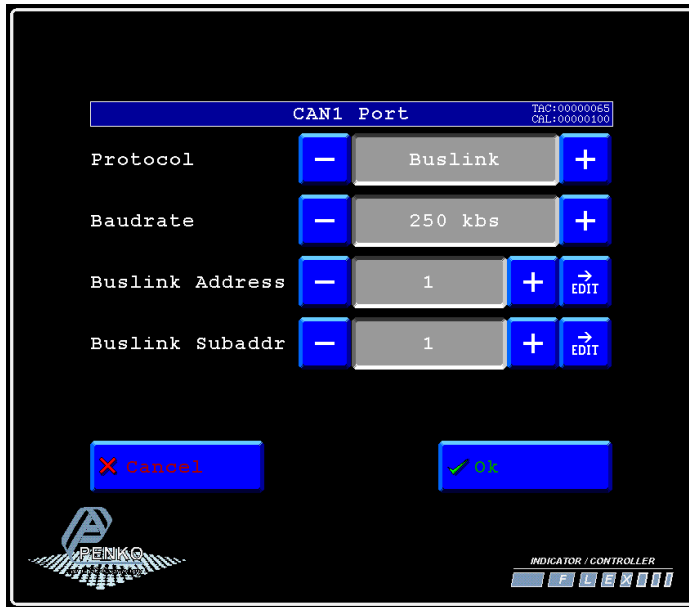 CAN1 Port
TAC:00000065
CAL:00000100
Protocol − Buslink +
Baudrate − 250 kbs +
Buslink Address − 1 + → EDIT
Buslink Subaddr − 1 + → EDIT
Cancel
Ok
PENKO
INDICATOR / CONTROLLER
FLEX